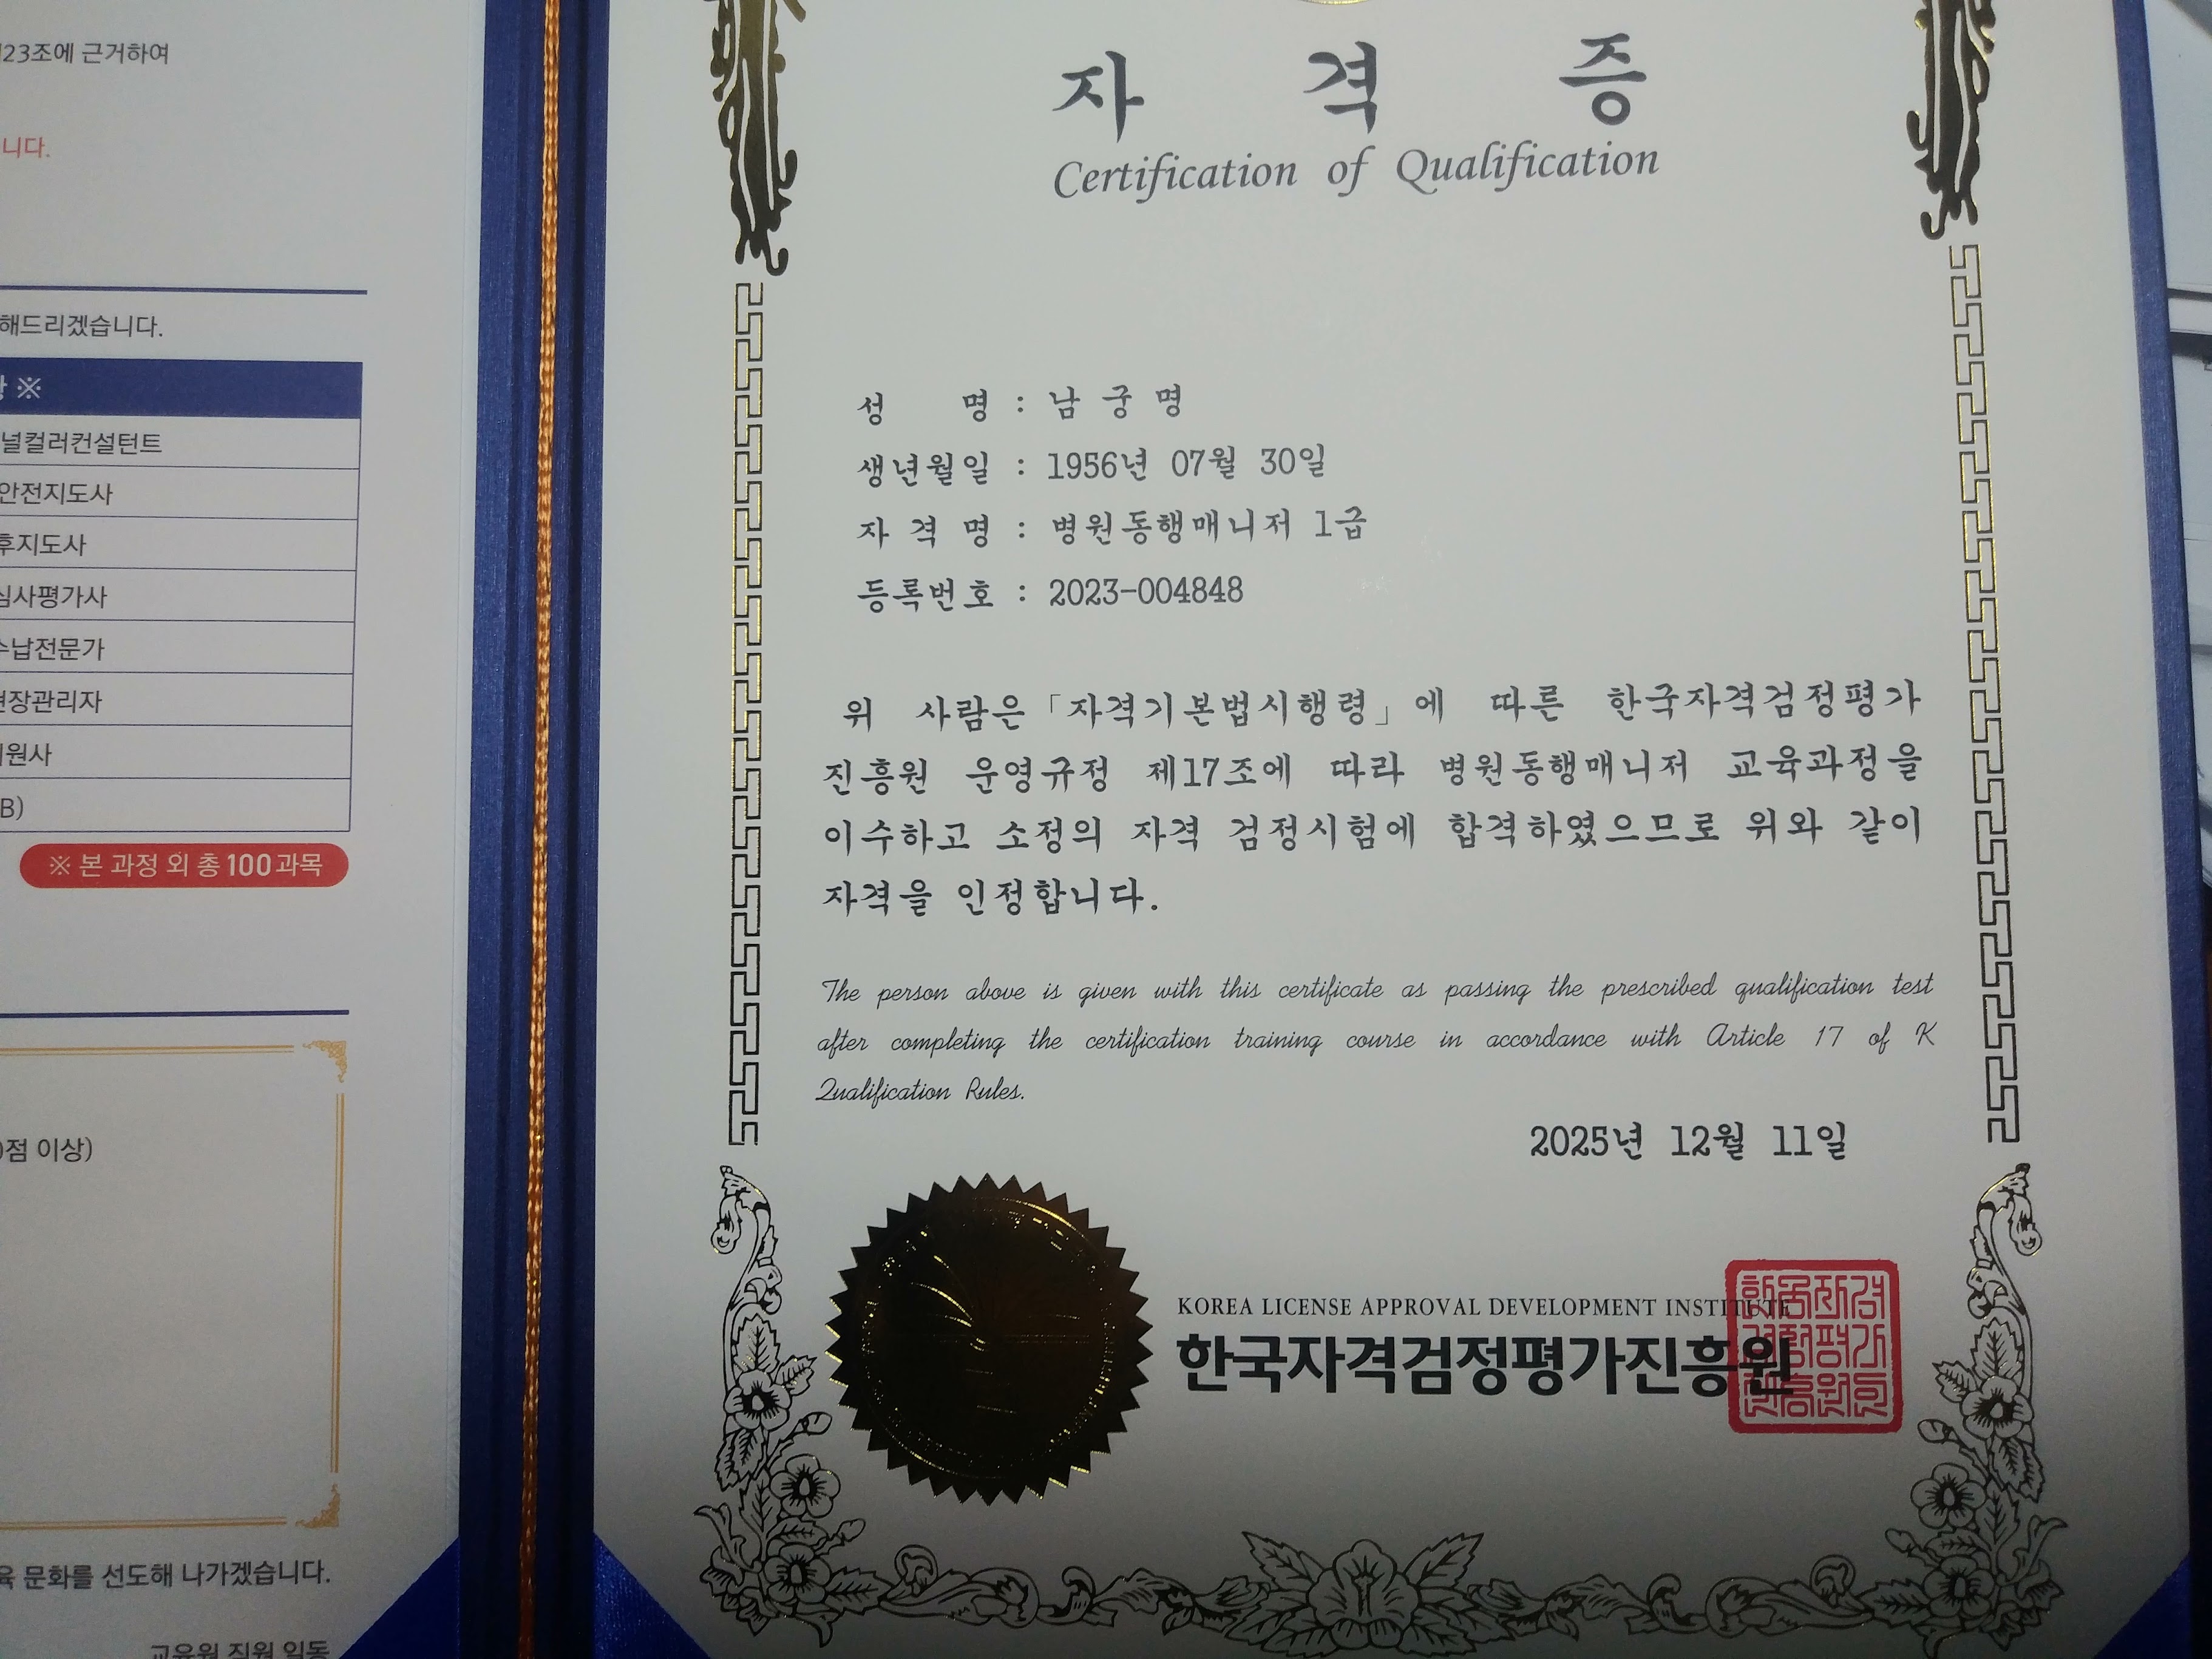 23조에 근거하여
니다.
해드리겠습니다.
※
널컬러컨설턴트
안전지도사
후지도사
심사평가사
수납전문가
현장관리자
원사
B)
※ 본 과정 외 총 100과목
점 이상)
문화를 선도해 나가겠습니다.
교육원 직원 일동
자 격 증
Certification of Qualification
성 명 : 남 궁 명
생년월일 : 1956년 07월 30일
자 격 명 : 병원동행매니저 1급
등록번호 : 2023-004848
위 사람은 「자격기본법시행령」에 따른 한국자격검정평가
진흥원 운영규정 제17조에 따라 병원동행매니저 교육과정을
이수하고 소정의 자격 검정시험에 합격하였으므로 위와 같이
자격을 인정합니다.
The person above is given with this certificate as passing the prescribed qualification test
after completing the certification training course in accordance with Article 17 of K
Qualification Rules.
2025년 12월 11일
KOREA LICENSE APPROVAL DEVELOPMENT INSTITUTE
한국자격검정평가진흥원